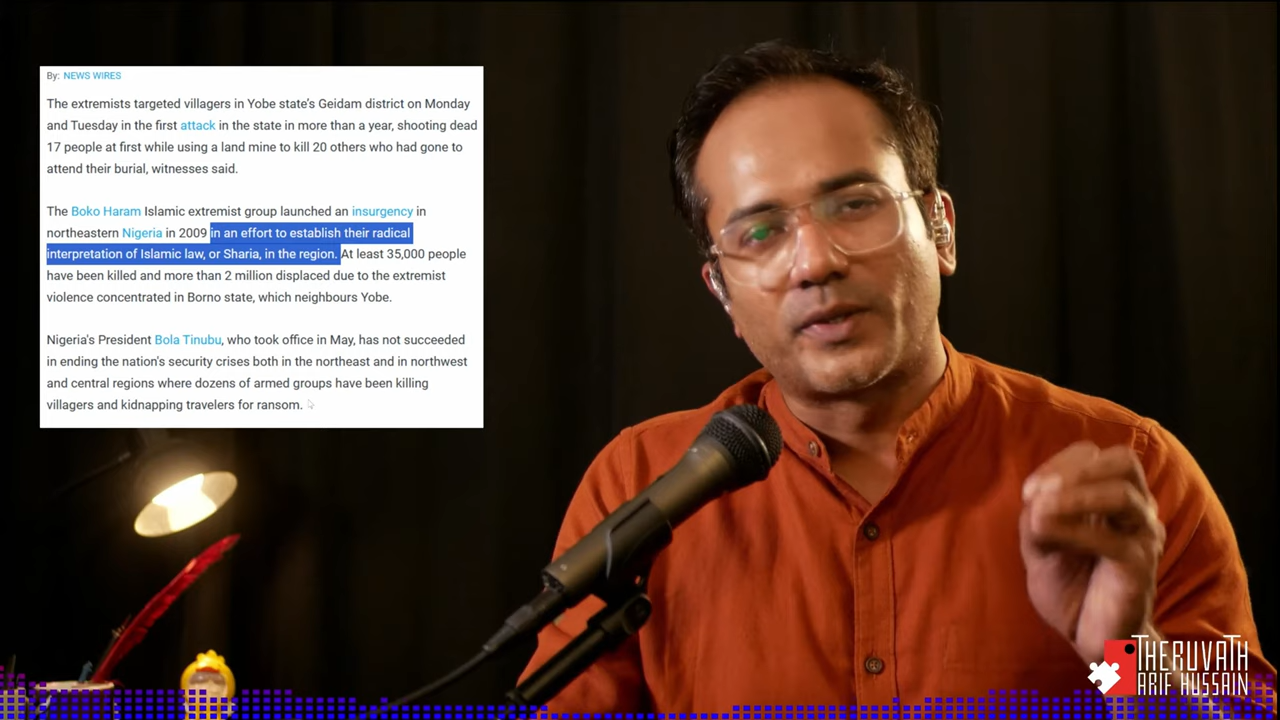 By: NEWS WIRES
The extremists targeted villagers in Yobe state's Geidam district on Monday
and Tuesday in the first attack in the state in more than a year, shooting dead
17 people at first while using a land mine to kill 20 others who had gone to
attend their burial, witnesses said.
The Boko Haram Islamic extremist group launched an insurgency in
northeastern Nigeria in 2009 in an effort to establish their radical
interpretation of Islamic law, or Sharia, in the region. At least 35,000 people
have been killed and more than 2 million displaced due to the extremist
violence concentrated in Borno state, which neighbours Yobe.
Nigeria's President Bola Tinubu, who took office in May, has not succeeded
in ending the nation's security crises both in the northeast and in northwest
and central regions where dozens of armed groups have been killing
villagers and kidnapping travelers for ransom.
THERUVATH
ARIF HUSSAIN